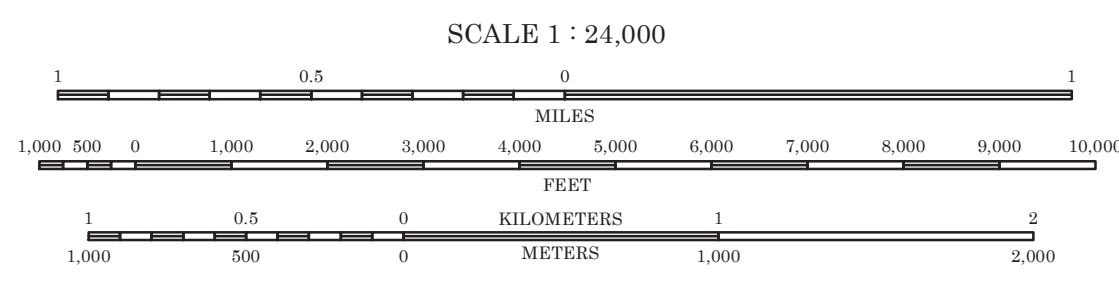 SCALE 1 : 24,000
1 0.5 0 1
MILES
1,000 500 0 1,000 2,000 3,000 4,000 5,000 6,000 7,000 8,000 9,000 10,000
FEET
1 0.5 0 KILOMETERS 1 2
1,000 500 0 METERS 1,000 2,000